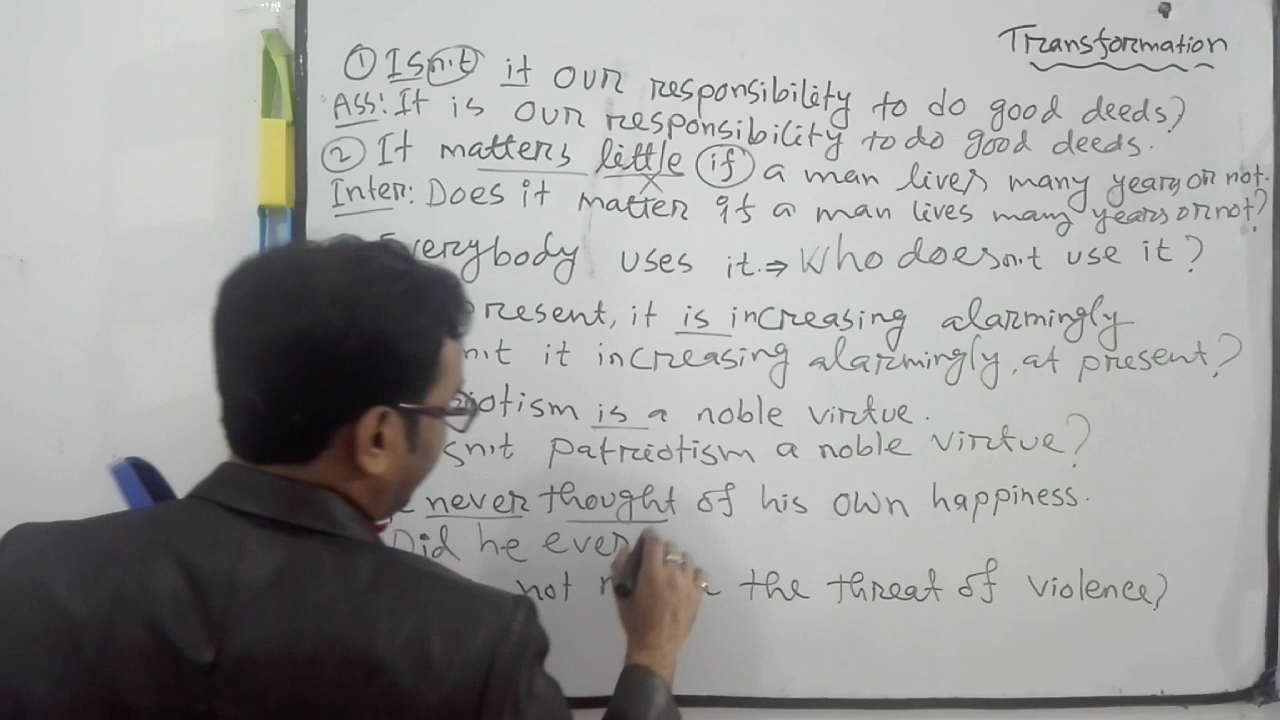 Transformation
① Isn't it our responsibility to do good deeds?
Ass: It is our responsibility to do good deeds.
② It matters little if a man lives many years or not.
Inter: Does it matter if a man lives many years or not?
verybody uses it. ⇒ Who doesn't use it?
resent, it is increasing alarmingly
n't it increasing alarmingly, at present?
iotism is a noble virtue.
sn't patriotism a noble virtue?
never thought of his own happiness.
Did he ever
not the threat of violence?